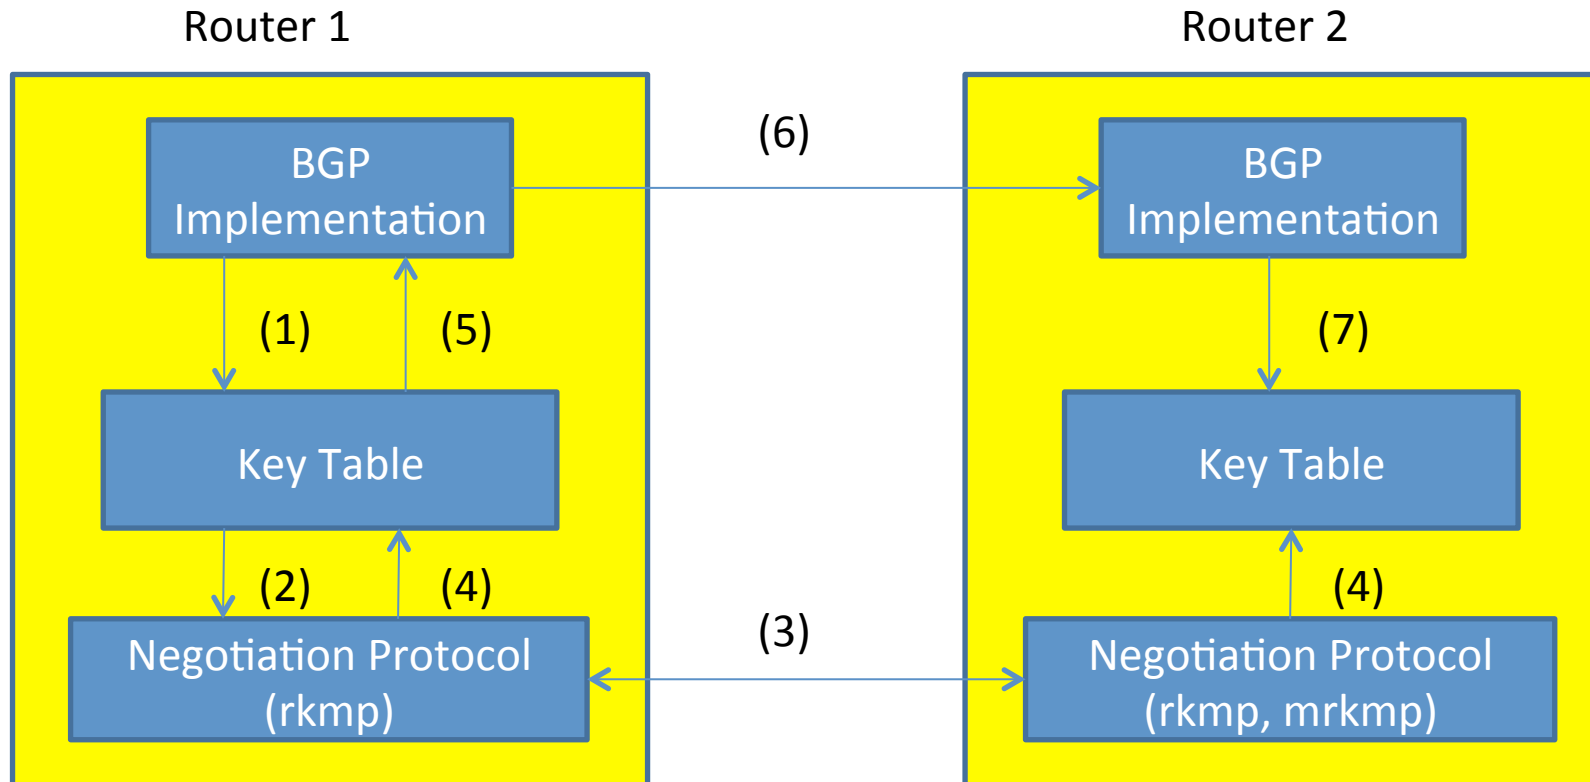 Router 1
Router 2
BGP
Implementation
(6)
BGP
Implementation
(1)
(5)
(7)
Key Table
Key Table
(2)
(4)
(3)
(4)
Negotiation Protocol
(rkmp)
Negotiation Protocol
(rkmp, mrkmp)